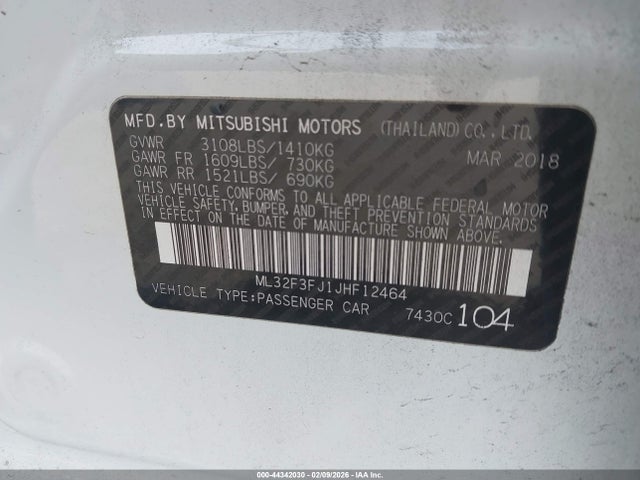 MFD.BY MITSUBISHI MOTORS (THAILAND)CO.,LTD.
GVWR 3108LBS/1410KG MAR 2018
GAWR FR 1609LBS/ 730KG
GAWR RR 1521LBS/ 690KG
THIS VEHICLE CONFORMS TO ALL APPLICABLE FEDERAL MOTOR
VEHICLE SAFETY,BUMPER,AND THEFT PREVENTION STANDARDS
IN EFFECT ON THE DATE OF MANUFACTURE SHOWN ABOVE.
ML32F3FJ1JHF12464
VEHICLE TYPE:PASSENGER CAR 7430C 104
000-44342030 - 02/09/2026 - IAAI.COM